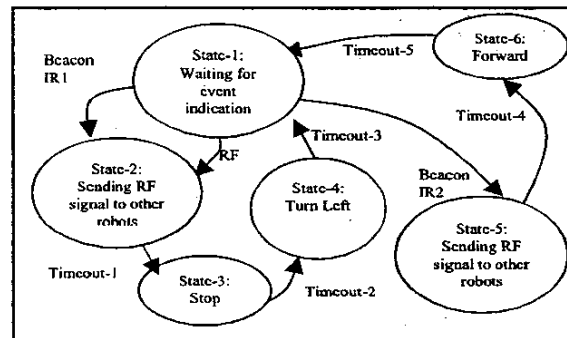 State-1:
Waiting for
event
indication
State-6:
Forward
Timeout-5
Beacon
IR1
Timeout-4
Timeout-3
RF
State-2:
Sending RF
signal to other
robots
State-4:
Turn Left
Beacon
IR2
State-5:
Sending RF
signal to other
robots
Timeout-1
State-3:
Stop
Timeout-2